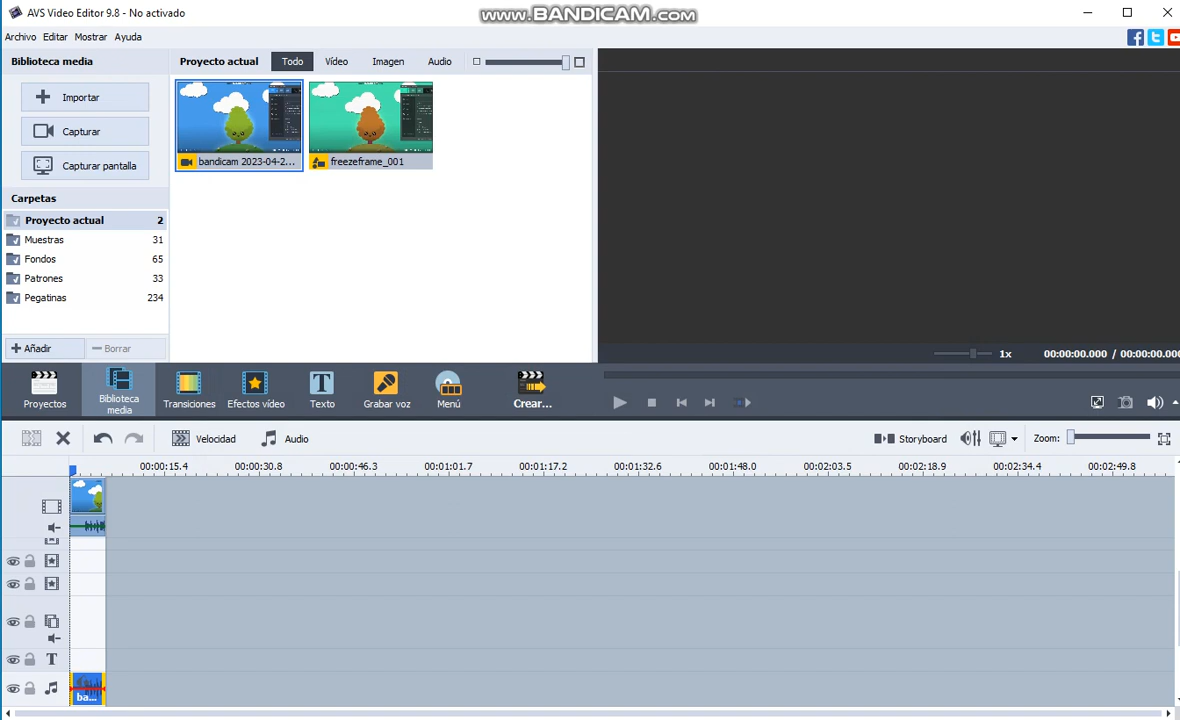 AVS Video Editor 9.8 - No activado
www.BANDICAM.com
Archivo Editar Mostrar Ayuda
Biblioteca media
Proyecto actual Todo Vídeo Imagen Audio
Importar
Capturar
Capturar pantalla
bandicam 2023-04-2...
freezeframe_001
Carpetas
Proyecto actual 2
Muestras 31
Fondos 65
Patrones 33
Pegatinas 234
Añadir Borrar
1x 00:00:00.000 / 00:00:00.000
Proyectos
Biblioteca media
Transiciones
Efectos vídeo
Texto
Grabar voz
Menú
Crear...
Velocidad Audio Storyboard Zoom:
00:00:15.4 00:00:30.8 00:00:46.3 00:01:01.7 00:01:17.2 00:01:32.6 00:01:48.0 00:02:03.5 00:02:18.9 00:02:34.4 00:02:49.8
T
ba...